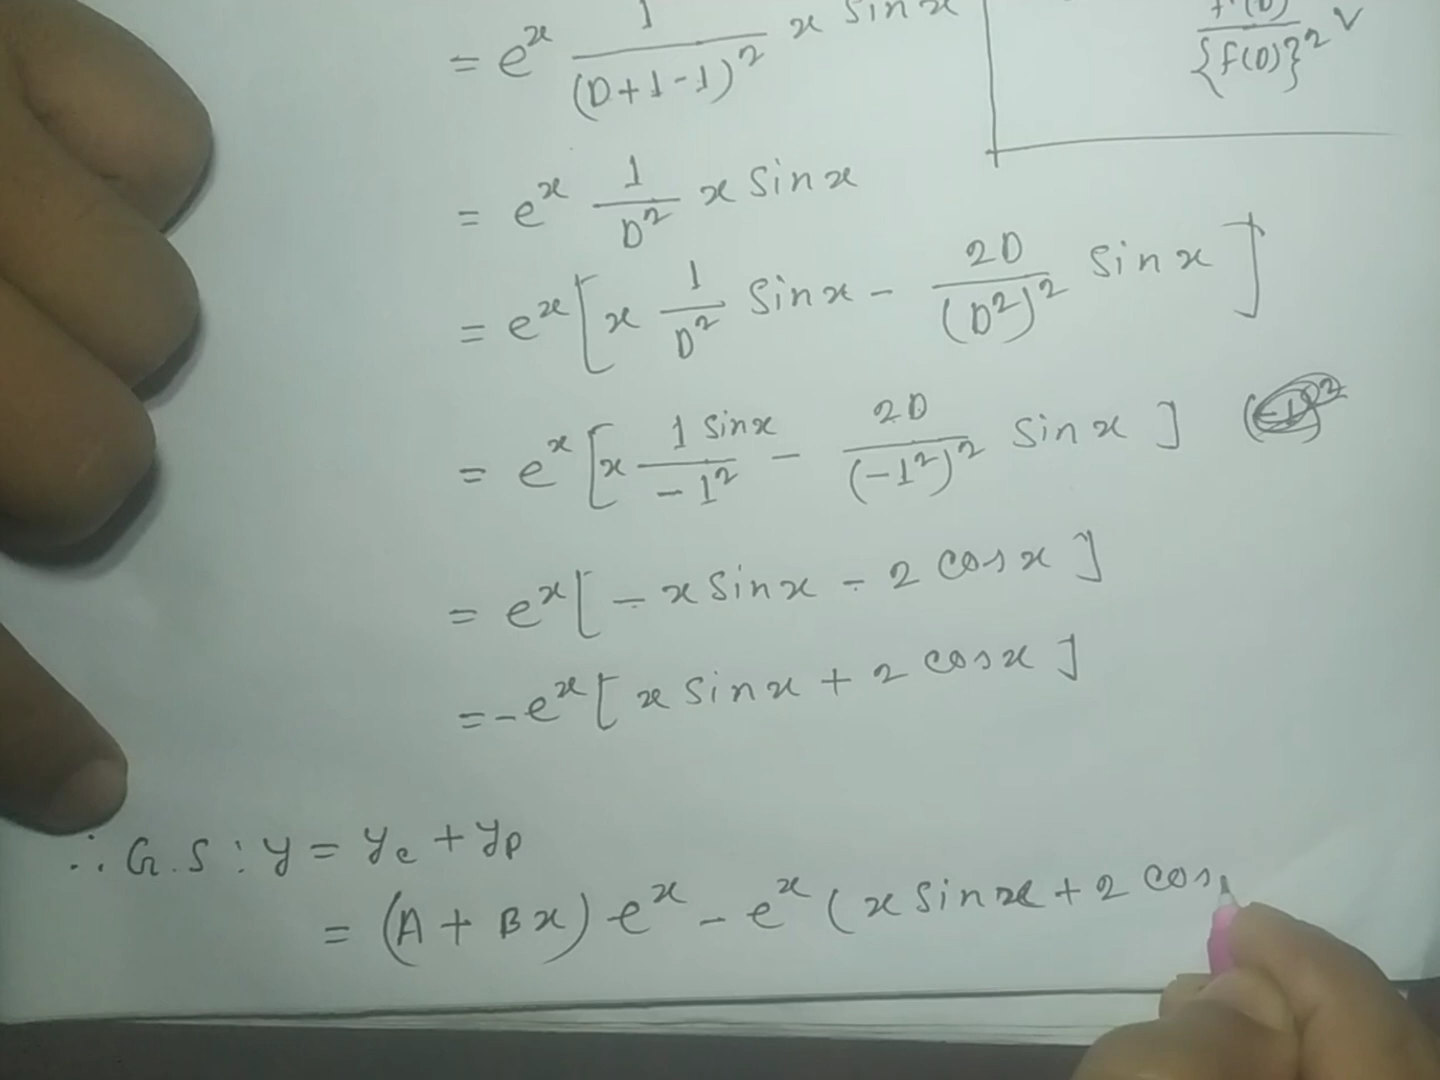 = e^x 1/(D+1-1)^2 x sin x
f'(D)/{f(D)}^2 V
= e^x 1/D^2 x sin x
= e^x [x 1/D^2 sin x - 2D/(D^2)^2 sin x]
= e^x [x 1 sin x/-1^2 - 2D/(-1^2)^2 sin x]
= e^x [- x sin x - 2 cos x]
= -e^x [x sin x + 2 cos x]
∴ G.S : y = y_c + y_p
= (A + Bx) e^x - e^x (x sin x + 2 cos